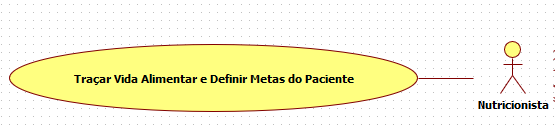 Traçar Vida Alimentar e Definir Metas do Paciente
Nutricionista